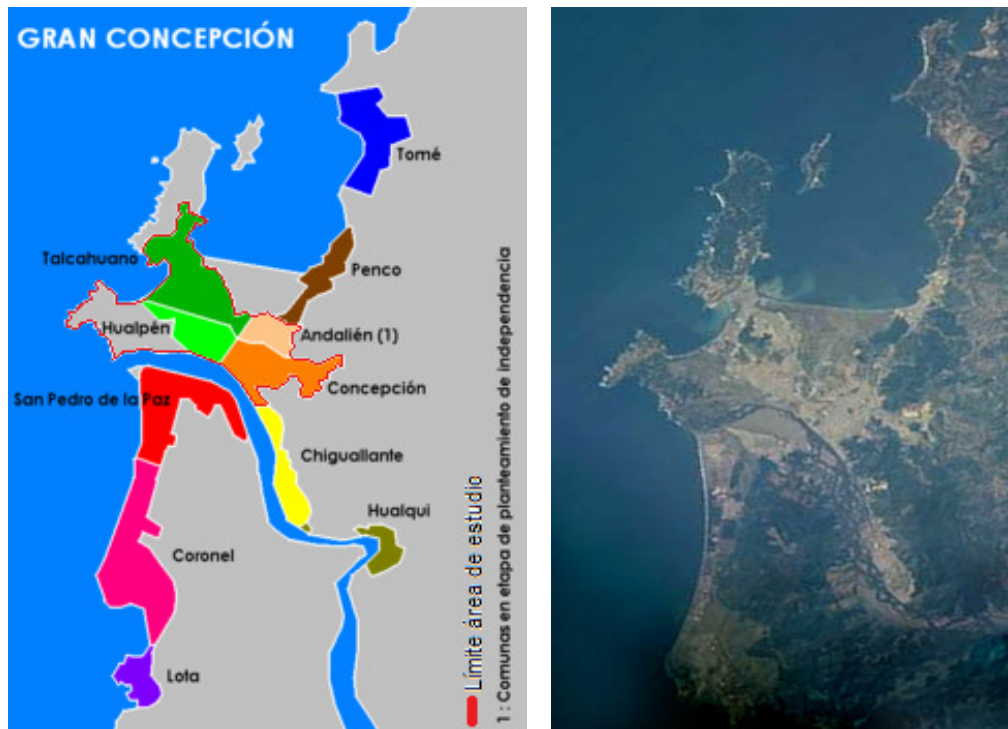 GRAN CONCEPCIÓN
Tomé
Talcahuano
Penco
Hualpén
Andalién (1)
Concepción
San Pedro de la Paz
Chiguallante
Hualqui
Coronel
Lota
Límite área de estudio
1 : Comunas en etapa de planteamiento de independencia